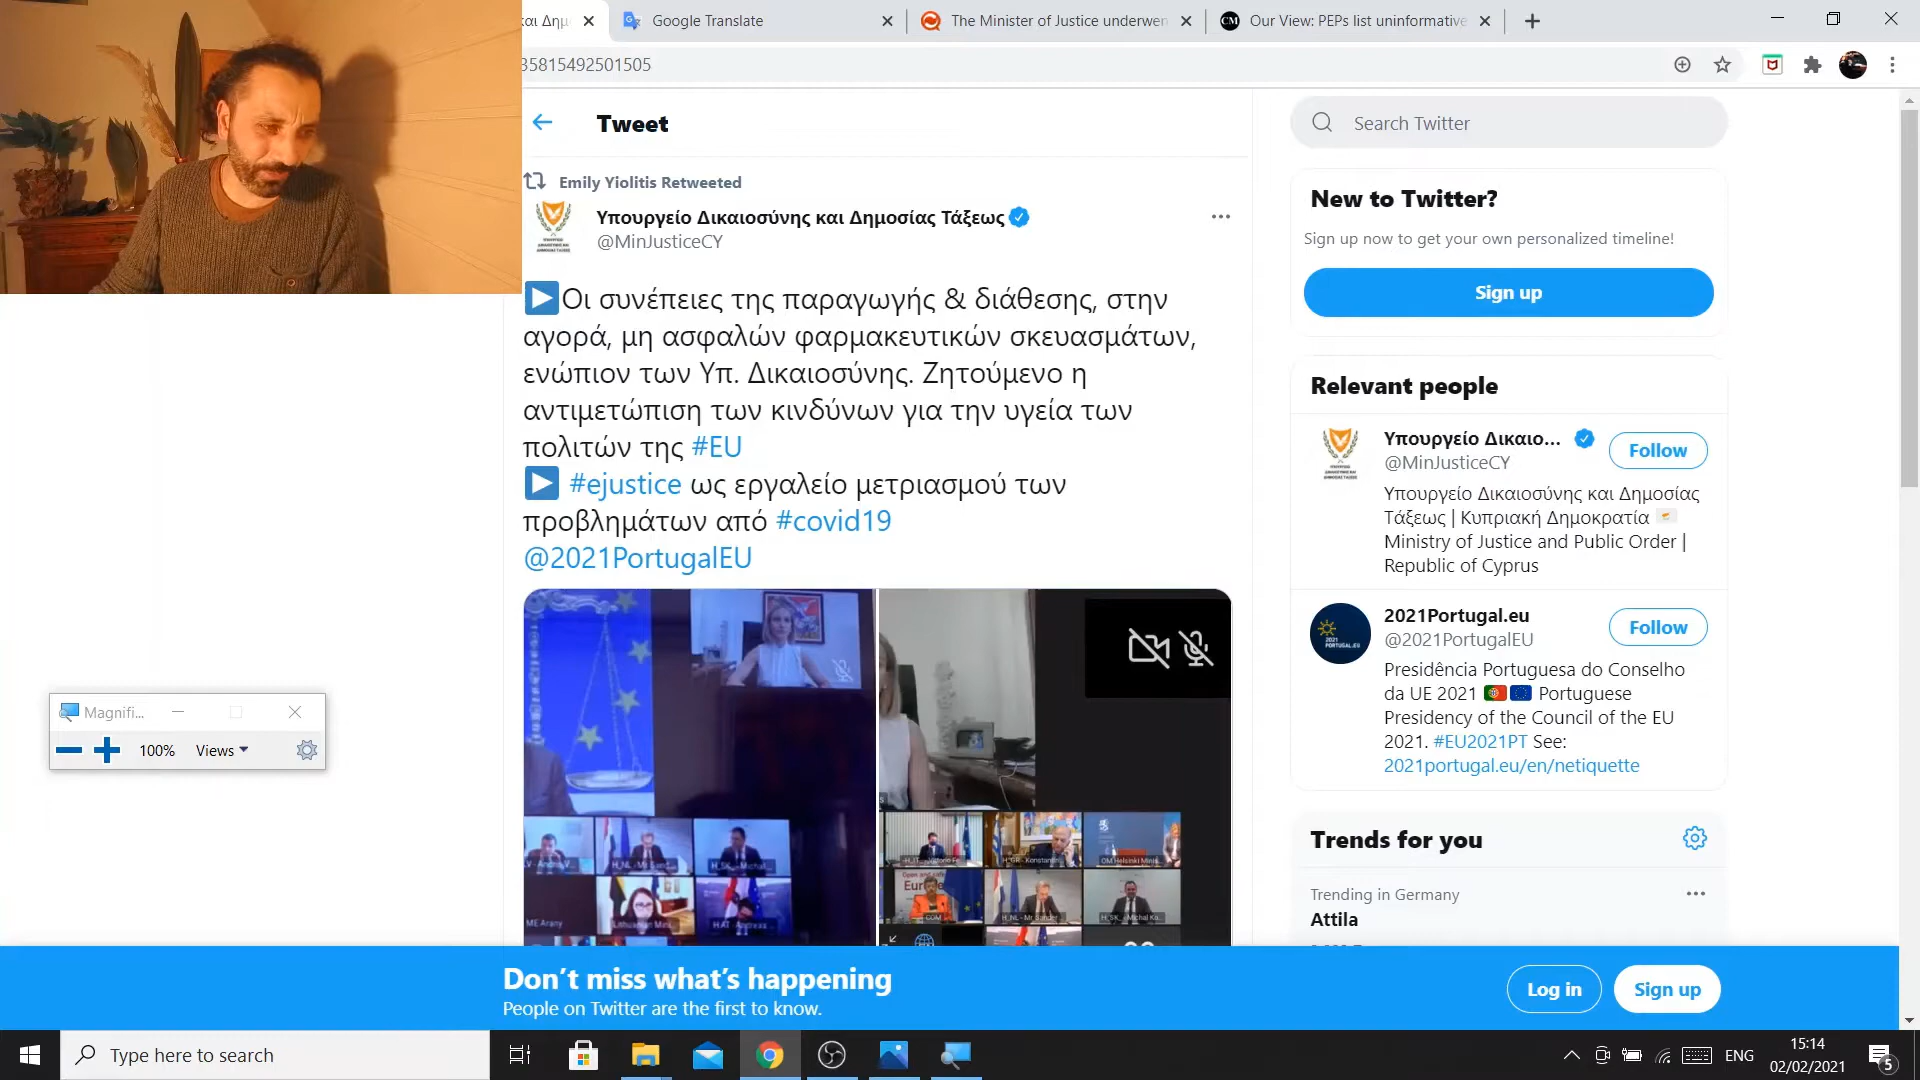 και Δημ
Google Translate
The Minister of Justice underwen
CM
Our View: PEPs list uninformative
35815492501505
Tweet
Emily Yiolitis Retweeted
Υπουργείο Δικαιοσύνης και Δημοσίας Τάξεως
@MinJusticeCY
Οι συνέπειες της παραγωγής & διάθεσης, στην
αγορά, μη ασφαλών φαρμακευτικών σκευασμάτων,
ενώπιον των Υπ. Δικαιοσύνης. Ζητούμενο η
αντιμετώπιση των κινδύνων για την υγεία των
πολιτών της #EU
#ejustice ως εργαλείο μετριασμού των
προβλημάτων από #covid19
@2021PortugalEU
Search Twitter
New to Twitter?
Sign up now to get your own personalized timeline!
Sign up
Relevant people
Υπουργείο Δικαιο...
@MinJusticeCY
Follow
Υπουργείο Δικαιοσύνης και Δημοσίας
Τάξεως | Κυπριακή Δημοκρατία
Ministry of Justice and Public Order |
Republic of Cyprus
2021Portugal.eu
@2021PortugalEU
Follow
Presidência Portuguesa do Conselho
da UE 2021 Portuguese
Presidency of the Council of the EU
2021. #EU2021PT See:
2021portugal.eu/en/netiquette
Trends for you
Trending in Germany
Attila
Magnifi...
100% Views
ME Arany
COM
Don't miss what's happening
People on Twitter are the first to know.
Log in
Sign up
Type here to search
ENG
15:14
02/02/2021
5